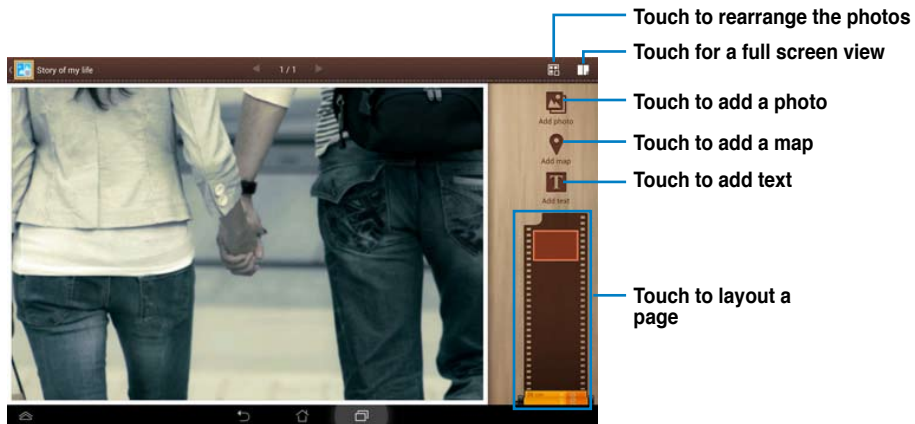 Touch to rearrange the photos
Touch for a full screen view
Story of my life
1 / 1
Touch to add a photo
Add photo
Touch to add a map
Add map
Touch to add text
Add text
Touch to layout a
page